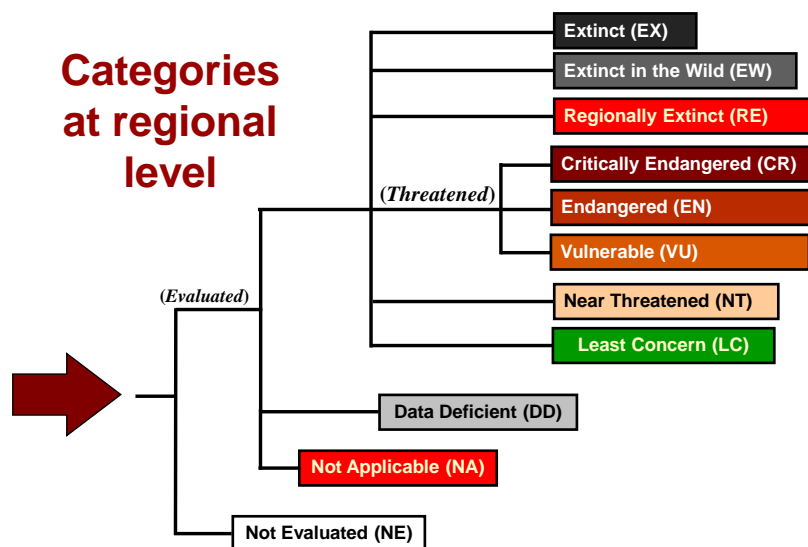 Categories
at regional
level
Extinct (EX)
Extinct in the Wild (EW)
Regionally Extinct (RE)
Critically Endangered (CR)
(Threatened)
Endangered (EN)
Vulnerable (VU)
(Evaluated)
Near Threatened (NT)
Least Concern (LC)
Data Deficient (DD)
Not Applicable (NA)
Not Evaluated (NE)